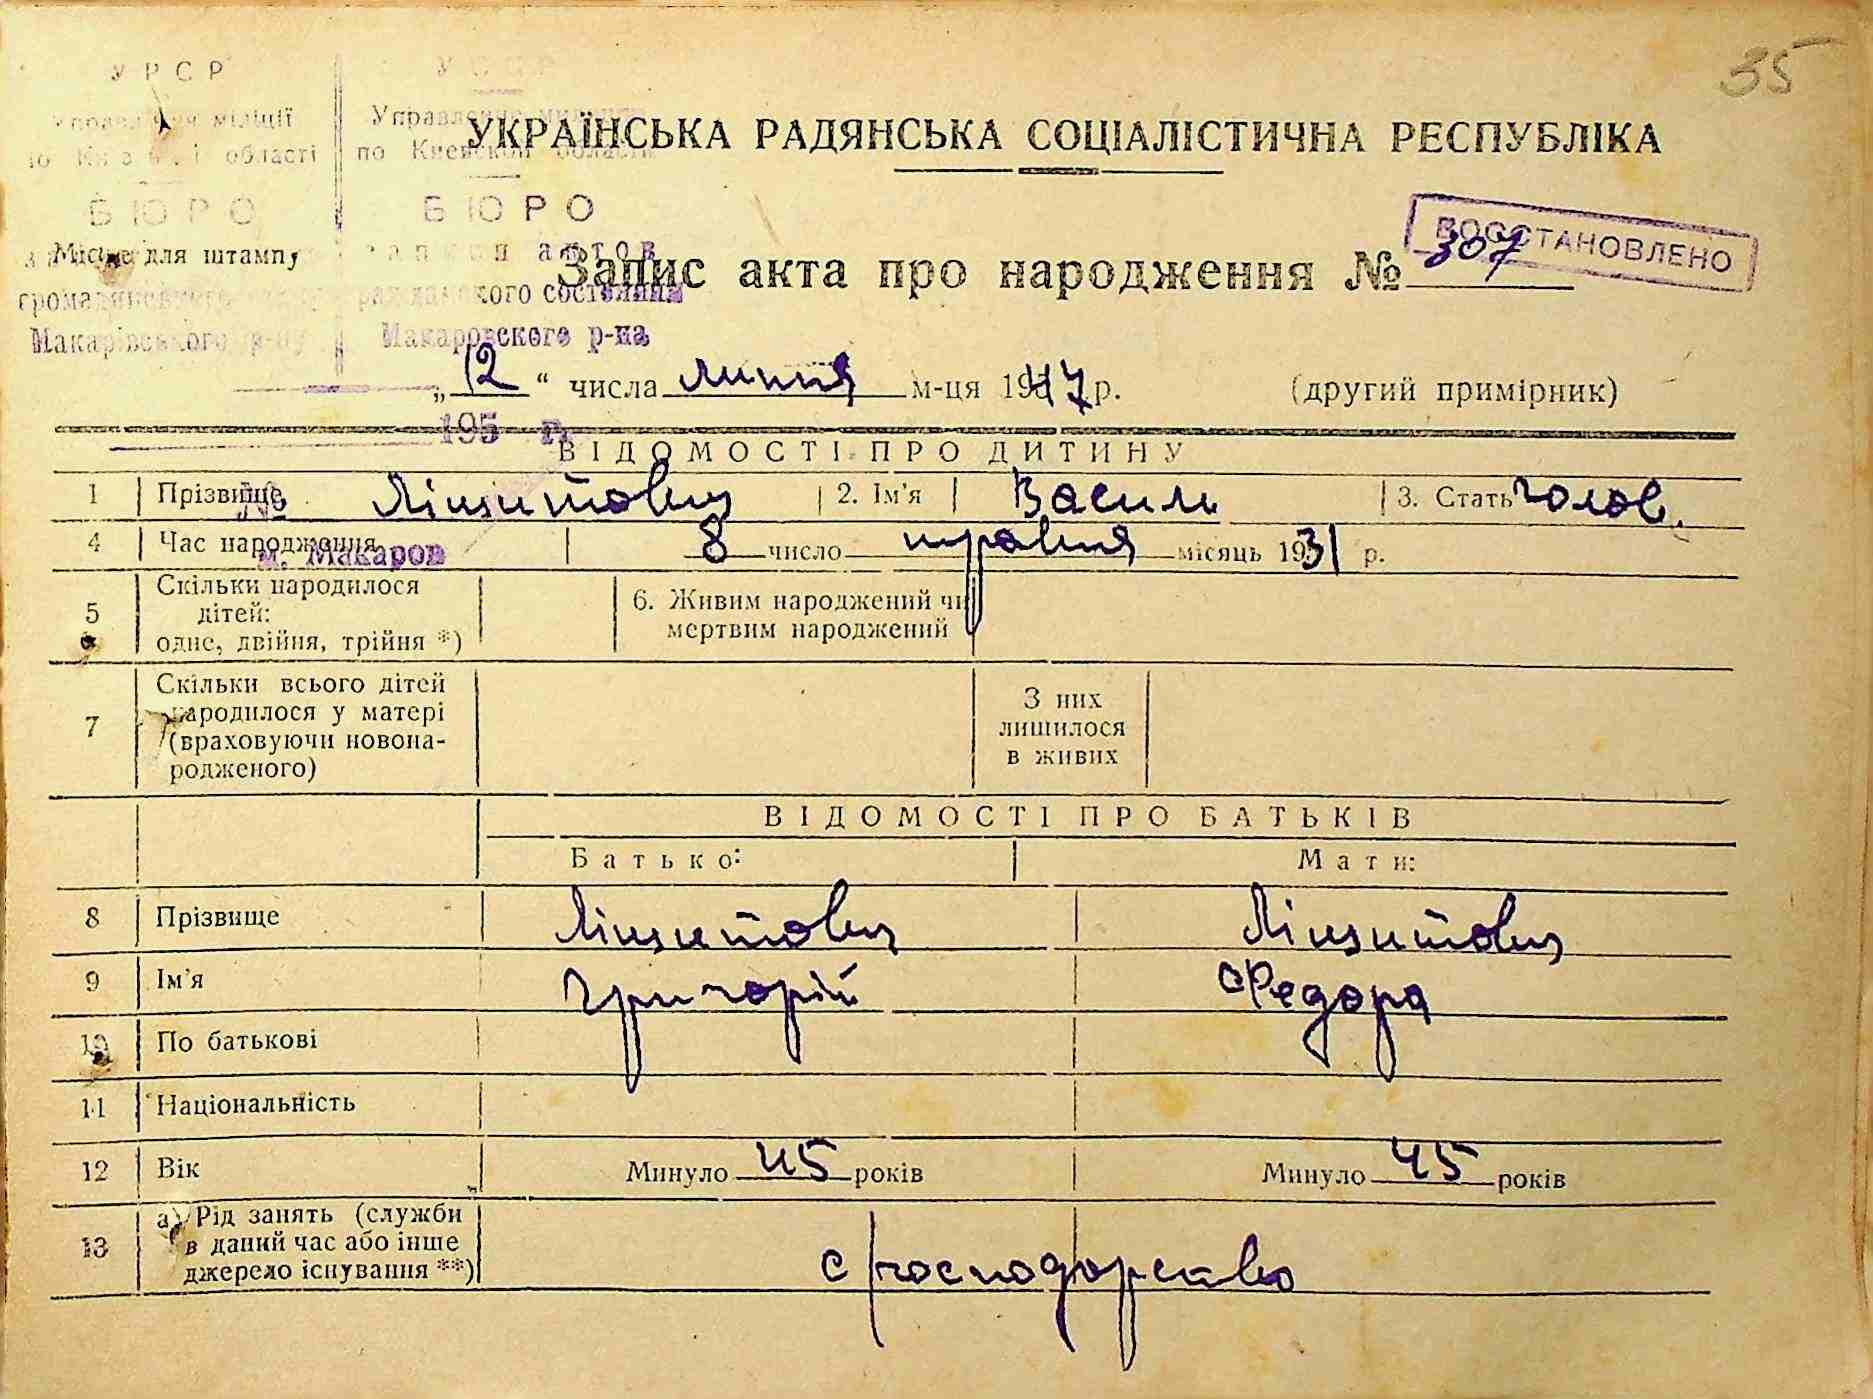 35
УРСР
Управління міліції
по Київській області
БЮРО
громадянського
Макарівського р-ну
УССР
Управление милиции
по Киевской области
БЮРО
записи актов
гражданского состояния
Макаровского р-на
195 г.
№
м. Макаров
Місце для штампу
УКРАЇНСЬКА РАДЯНСЬКА СОЦІАЛІСТИЧНА РЕСПУБЛІКА
ВОССТАНОВЛЕНО
Запис акта про народження № 307
„12“ числа липня м-ця 1947 р. (другий примірник)
ВІДОМОСТІ ПРО ДИТИНУ
1 Прізвище 2. Ім'я Василь 3. Стать чолов.
4 Час народження 8 число травня місяць 1931 р.
5 Скільки народилося дітей: одне, двійня, трійня *) 6. Живим народжений чи мертвим народжений
7 Скільки всього дітей народилося у матері (враховуючи новонародженого) З них лишилося в живих
ВІДОМОСТІ ПРО БАТЬКІВ
Батько: Мати:
8 Прізвище
9 Ім'я Григорій Федора
10 По батькові
11 Національність
12 Вік Минуло 45 років Минуло 45 років
13 а) Рід занять (служби в даний час або інше джерело існування **) с/господарство